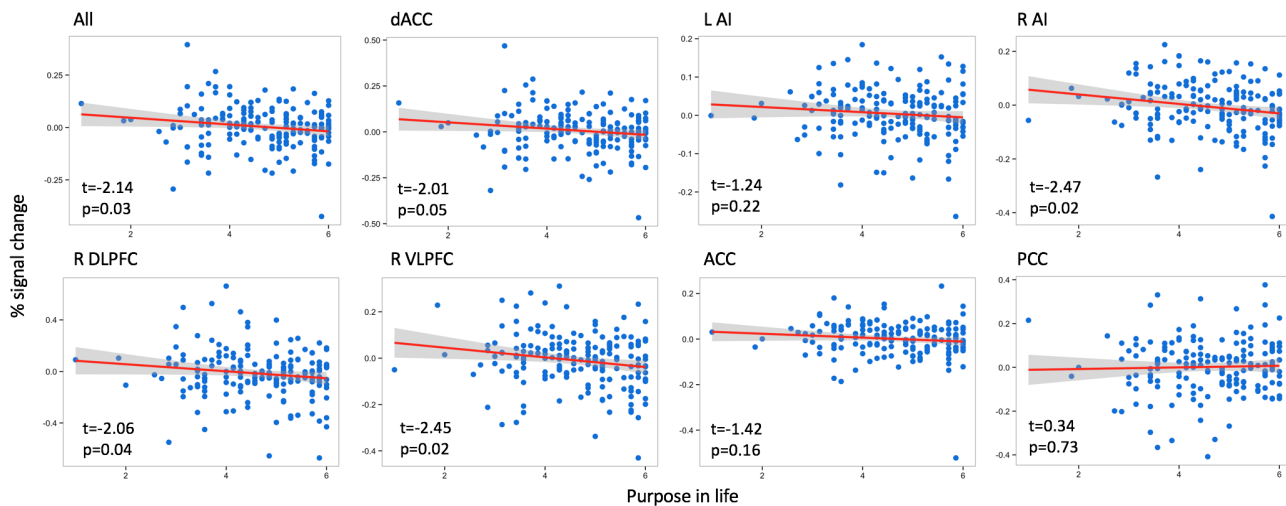 All
dACC
L AI
R AI
0.25
0.00
-0.25
t=-2.14
p=0.03
2
4
6
0.50
0.25
0.00
-0.25
-0.50
t=-2.01
p=0.05
2
4
6
0.2
0.1
0.0
-0.1
-0.2
t=-1.24
p=0.22
2
4
6
0.2
0.0
-0.2
-0.4
t=-2.47
p=0.02
2
4
6
% signal change
R DLPFC
R VLPFC
ACC
PCC
0.4
0.0
-0.4
t=-2.06
p=0.04
2
4
6
0.2
0.0
-0.2
-0.4
t=-2.45
p=0.02
2
4
6
0.2
0.0
-0.2
-0.4
t=-1.42
p=0.16
2
4
6
0.4
0.2
0.0
-0.2
-0.4
t=0.34
p=0.73
2
4
6
Purpose in life